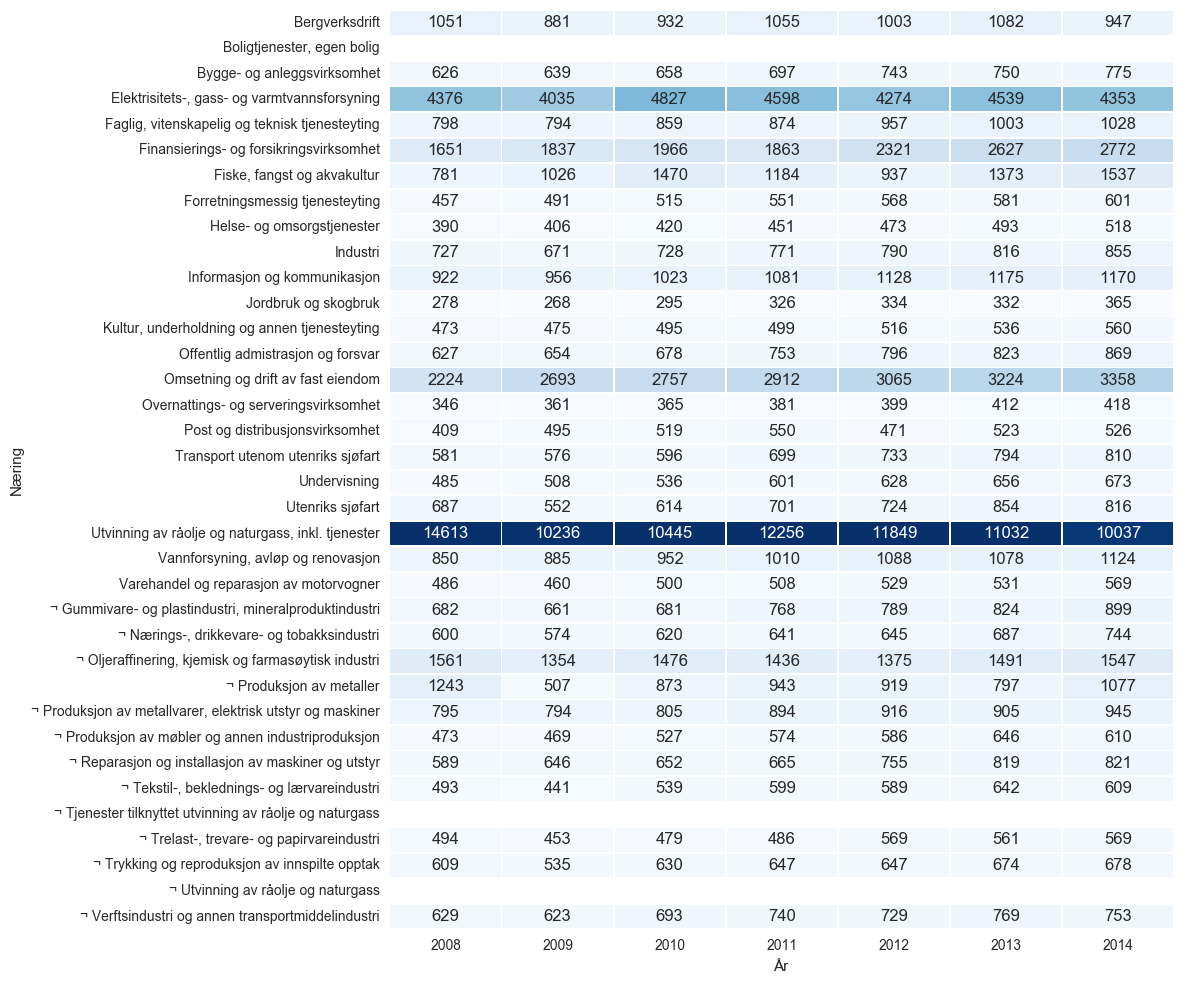 Bergverksdrift 1051 881 932 1055 1003 1082 947
Boligtjenester, egen bolig
Bygge- og anleggsvirksomhet 626 639 658 697 743 750 775
Elektrisitets-, gass- og varmtvannsforsyning 4376 4035 4827 4598 4274 4539 4353
Faglig, vitenskapelig og teknisk tjenesteyting 798 794 859 874 957 1003 1028
Finansierings- og forsikringsvirksomhet 1651 1837 1966 1863 2321 2627 2772
Fiske, fangst og akvakultur 781 1026 1470 1184 937 1373 1537
Forretningsmessig tjenesteyting 457 491 515 551 568 581 601
Helse- og omsorgstjenester 390 406 420 451 473 493 518
Industri 727 671 728 771 790 816 855
Informasjon og kommunikasjon 922 956 1023 1081 1128 1175 1170
Jordbruk og skogbruk 278 268 295 326 334 332 365
Kultur, underholdning og annen tjenesteyting 473 475 495 499 516 536 560
Offentlig admistrasjon og forsvar 627 654 678 753 796 823 869
Omsetning og drift av fast eiendom 2224 2693 2757 2912 3065 3224 3358
Overnattings- og serveringsvirksomhet 346 361 365 381 399 412 418
Post og distribusjonsvirksomhet 409 495 519 550 471 523 526
Transport utenom utenriks sjøfart 581 576 596 699 733 794 810
Undervisning 485 508 536 601 628 656 673
Utenriks sjøfart 687 552 614 701 724 854 816
Utvinning av råolje og naturgass, inkl. tjenester 14613 10236 10445 12256 11849 11032 10037
Vannforsyning, avløp og renovasjon 850 885 952 1010 1088 1078 1124
Varehandel og reparasjon av motorvogner 486 460 500 508 529 531 569
¬ Gummivare- og plastindustri, mineralproduktindustri 682 661 681 768 789 824 899
¬ Nærings-, drikkevare- og tobakksindustri 600 574 620 641 645 687 744
¬ Oljeraffinering, kjemisk og farmasøytisk industri 1561 1354 1476 1436 1375 1491 1547
¬ Produksjon av metaller 1243 507 873 943 919 797 1077
¬ Produksjon av metallvarer, elektrisk utstyr og maskiner 795 794 805 894 916 905 945
¬ Produksjon av møbler og annen industriproduksjon 473 469 527 574 586 646 610
¬ Reparasjon og installasjon av maskiner og utstyr 589 646 652 665 755 819 821
¬ Tekstil-, beklednings- og lærvareindustri 493 441 539 599 589 642 609
¬ Tjenester tilknyttet utvinning av råolje og naturgass
¬ Trelast-, trevare- og papirvareindustri 494 453 479 486 569 561 569
¬ Trykking og reproduksjon av innspilte opptak 609 535 630 647 647 674 678
¬ Utvinning av råolje og naturgass
¬ Verftsindustri og annen transportmiddelindustri 629 623 693 740 729 769 753
2008 2009 2010 2011 2012 2013 2014
År
Næring